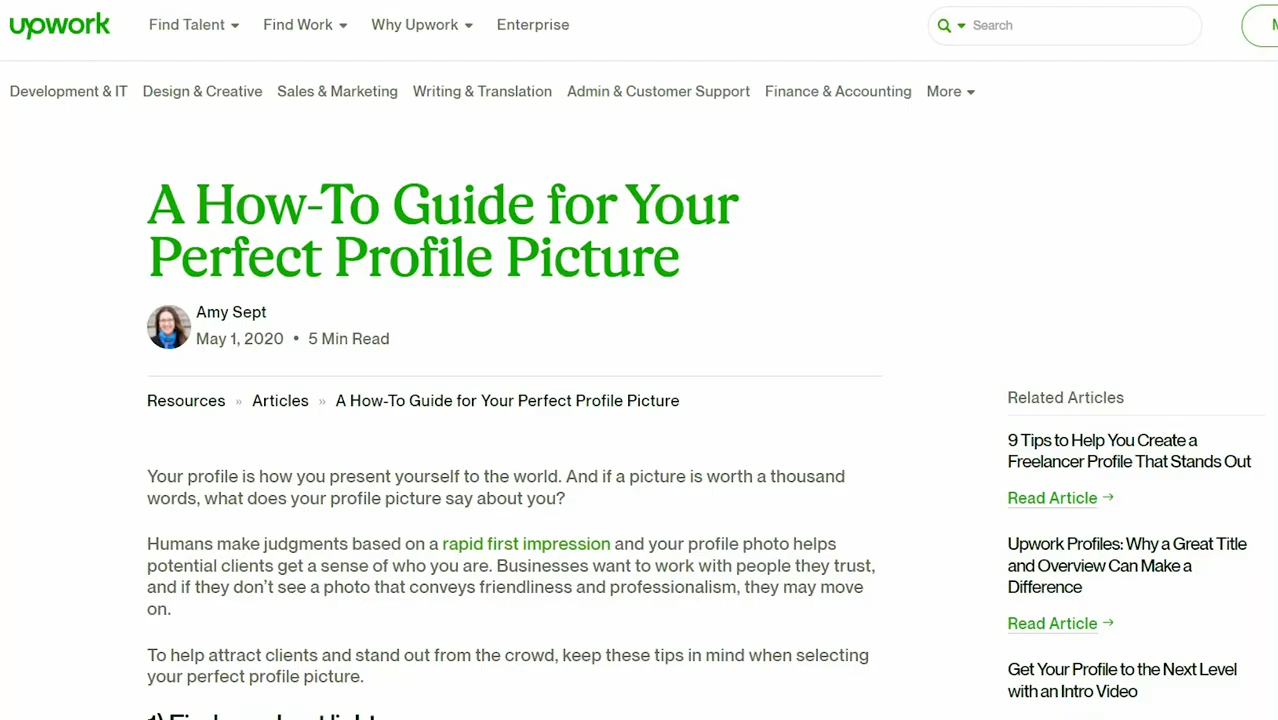 upwork
Find Talent
Find Work
Why Upwork
Enterprise
Search
Development & IT
Design & Creative
Sales & Marketing
Writing & Translation
Admin & Customer Support
Finance & Accounting
More
A How-To Guide for Your
Perfect Profile Picture
Amy Sept
May 1, 2020 • 5 Min Read
Resources » Articles » A How-To Guide for Your Perfect Profile Picture
Your profile is how you present yourself to the world. And if a picture is worth a thousand
words, what does your profile picture say about you?
Humans make judgments based on a rapid first impression and your profile photo helps
potential clients get a sense of who you are. Businesses want to work with people they trust,
and if they don’t see a photo that conveys friendliness and professionalism, they may move
on.
To help attract clients and stand out from the crowd, keep these tips in mind when selecting
your perfect profile picture.
Related Articles
9 Tips to Help You Create a
Freelancer Profile That Stands Out
Read Article →
Upwork Profiles: Why a Great Title
and Overview Can Make a
Difference
Read Article →
Get Your Profile to the Next Level
with an Intro Video